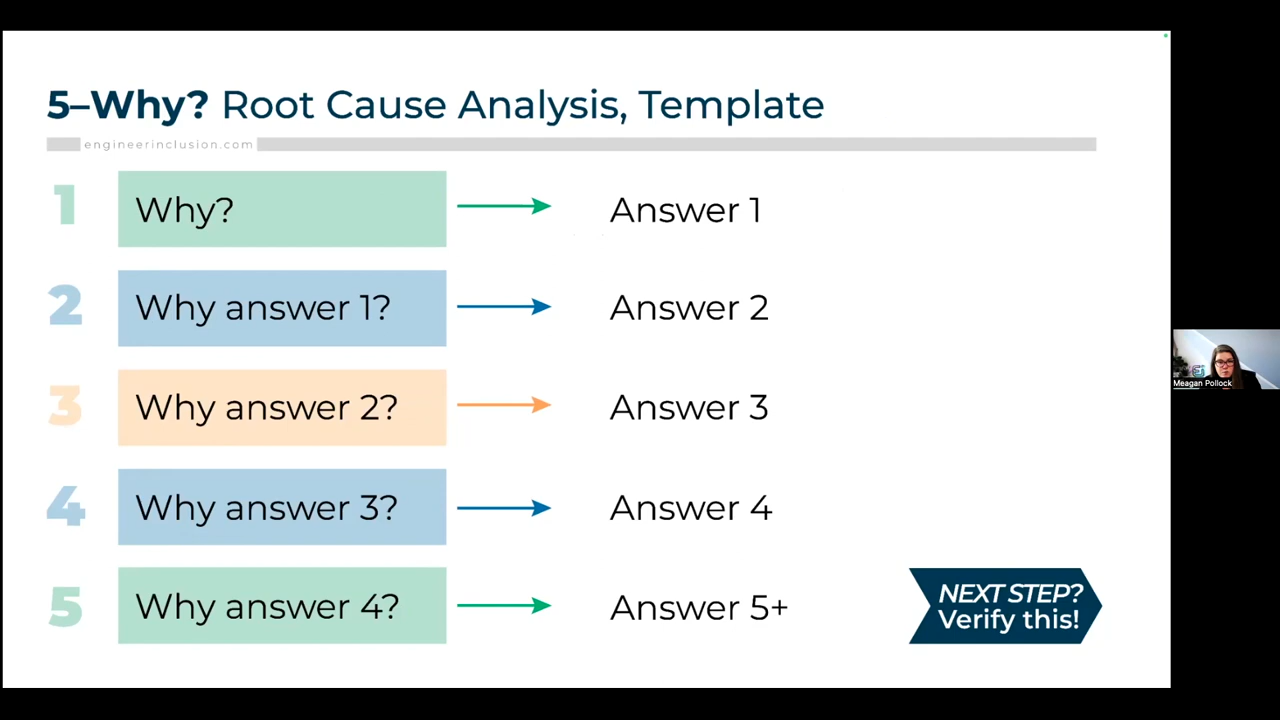 5–Why? Root Cause Analysis, Template
engineerinclusion.com
1 Why? Answer 1
2 Why answer 1? Answer 2
3 Why answer 2? Answer 3
4 Why answer 3? Answer 4
5 Why answer 4? Answer 5+
NEXT STEP?
Verify this!
Meagan Pollock